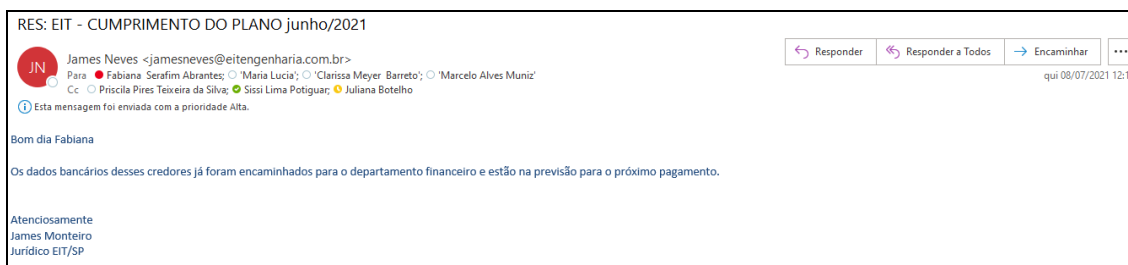 RES: EIT - CUMPRIMENTO DO PLANO junho/2021
JN
James Neves <jamesneves@eitengenharia.com.br>
Para Fabiana Serafim Abrantes; 'Maria Lucia'; 'Clarissa Meyer Barreto'; 'Marcelo Alves Muniz'
Cc Priscila Pires Teixeira da Silva; Sissi Lima Potiguar; Juliana Botelho
Responder Responder a Todos Encaminhar ...
qui 08/07/2021 12:1
Esta mensagem foi enviada com a prioridade Alta.
Bom dia Fabiana
Os dados bancários desses credores já foram encaminhados para o departamento financeiro e estão na previsão para o próximo pagamento.
Atenciosamente
James Monteiro
Jurídico EIT/SP